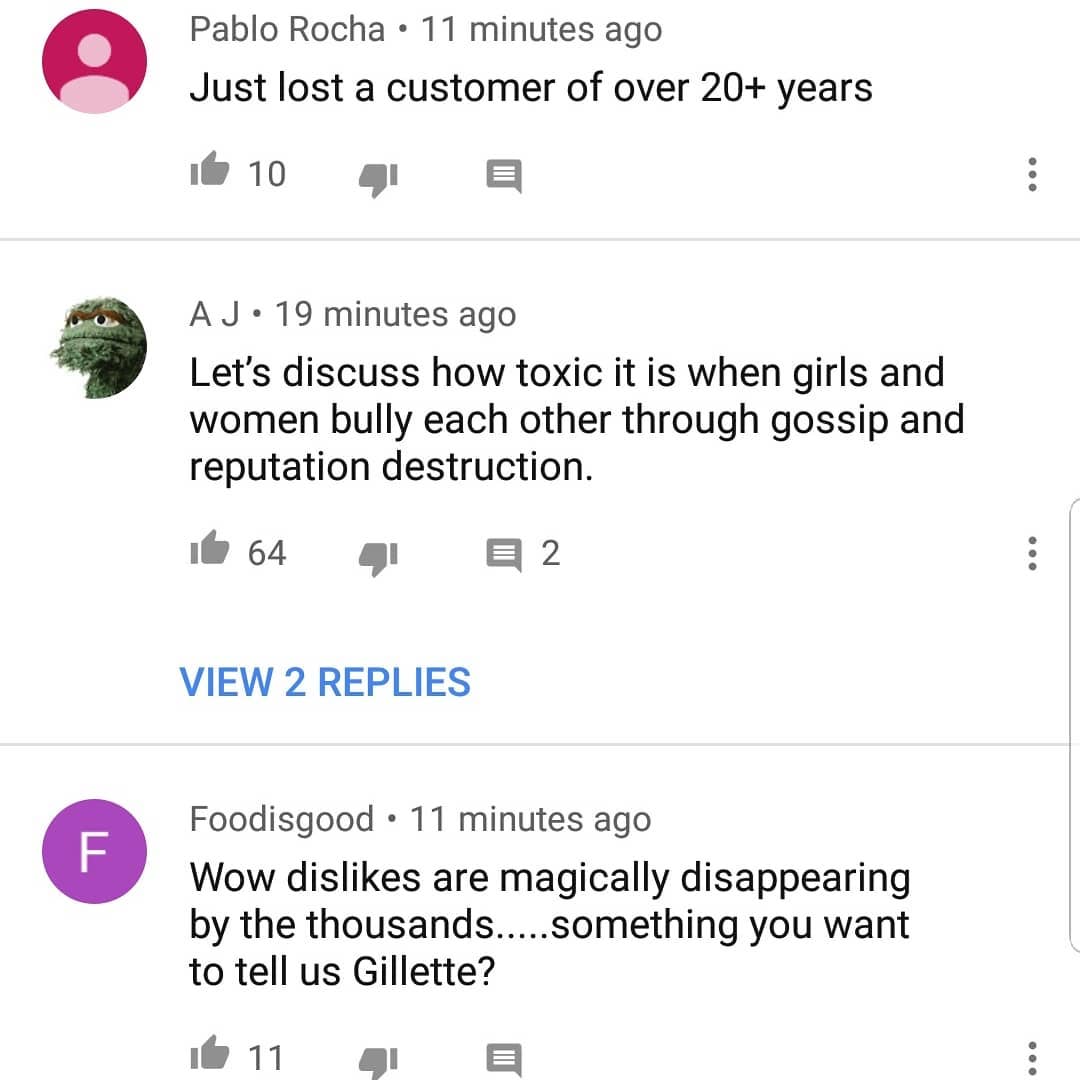 Pablo Rocha • 11 minutes ago
Just lost a customer of over 20+ years
10
A J • 19 minutes ago
Let's discuss how toxic it is when girls and
women bully each other through gossip and
reputation destruction.
64 2
VIEW 2 REPLIES
F
Foodisgood • 11 minutes ago
Wow dislikes are magically disappearing
by the thousands.....something you want
to tell us Gillette?
11